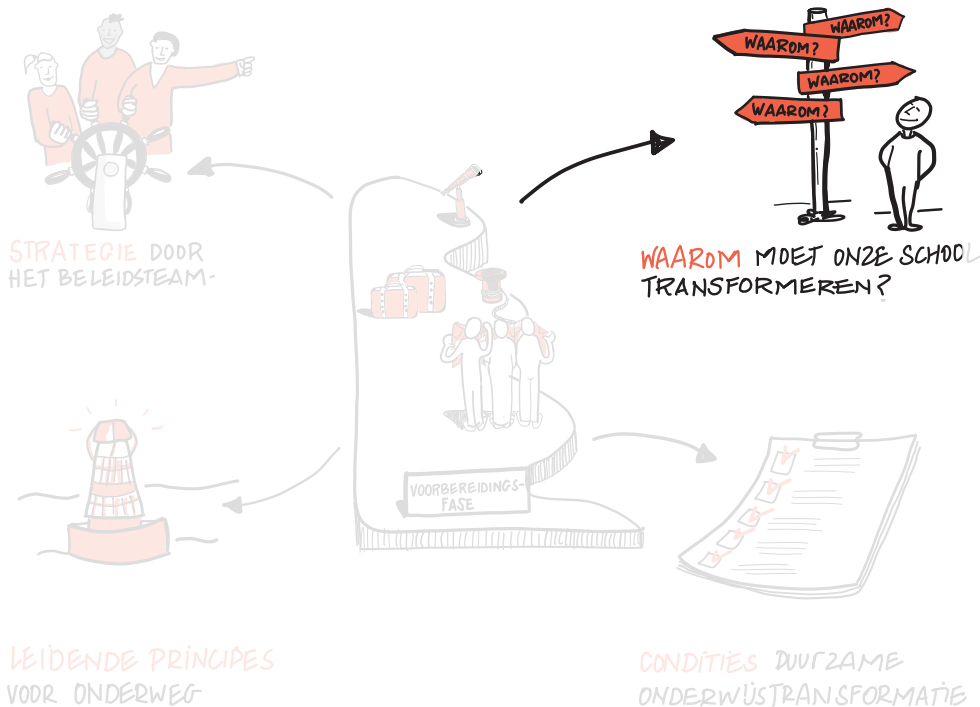 WAAROM?
WAAROM?
WAAROM?
WAAROM?
WAAROM MOET ONZE SCHOOL
TRANSFORMEREN?
STRATEGIE DOOR
HET BELEIDSTEAM-
VOORBEREIDINGS-
FASE
LEIDENDE PRINCIPES
VOOR ONDERWEG
CONDITIES DUURZAME
ONDERWIJSTRANSFORMATIE